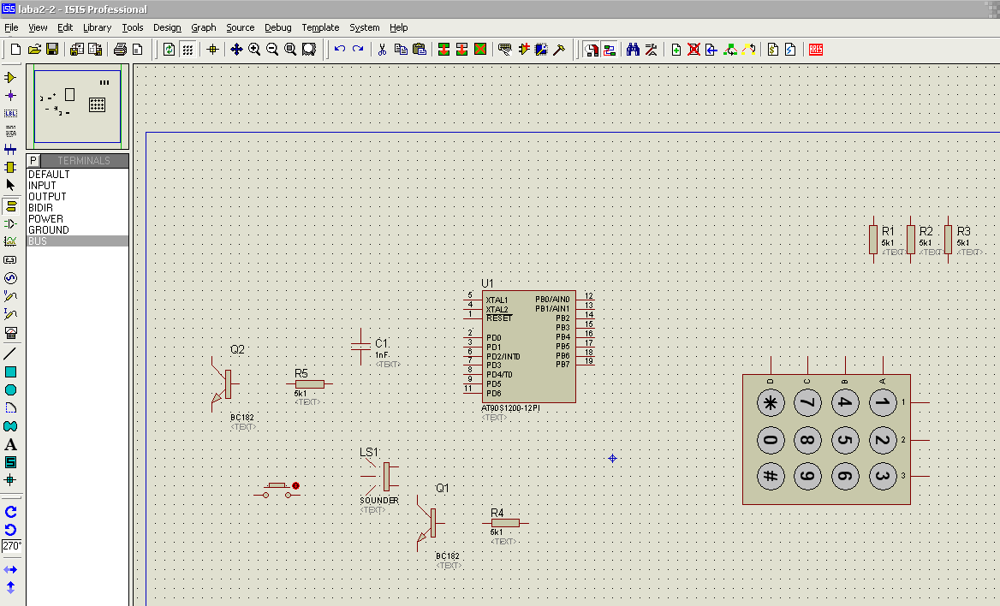 laba2-2 - ISIS Professional
File View Edit Library Tools Design Graph Source Debug Template System Help
P TERMINALS
DEFAULT
INPUT
OUTPUT
BIDIR
POWER
GROUND
BUS
LBL
A
270°
R1
5k1
<TEXT>
R2
5k1
<TEXT>
R3
5k1
<TEXT>
U1
5 XTAL1 PB0/AIN0 12
4 XTAL2 PB1/AIN1 13
1 RESET PB2 14
PB3 15
2 PD0 PB4 16
3 PD1 PB5 17
6 PD2/INT0 PB6 18
7 PD3 PB7 19
8 PD4/T0
9 PD5
11 PD6
AT90S1200-12PI
<TEXT>
C1
1nF
<TEXT>
Q2
BC182
<TEXT>
R5
5k1
<TEXT>
LS1
SOUNDER
<TEXT>
Q1
BC182
<TEXT>
R4
5k1
<TEXT>
D C B A
* 7 4 1 1
0 8 5 2 2
# 9 6 3 3